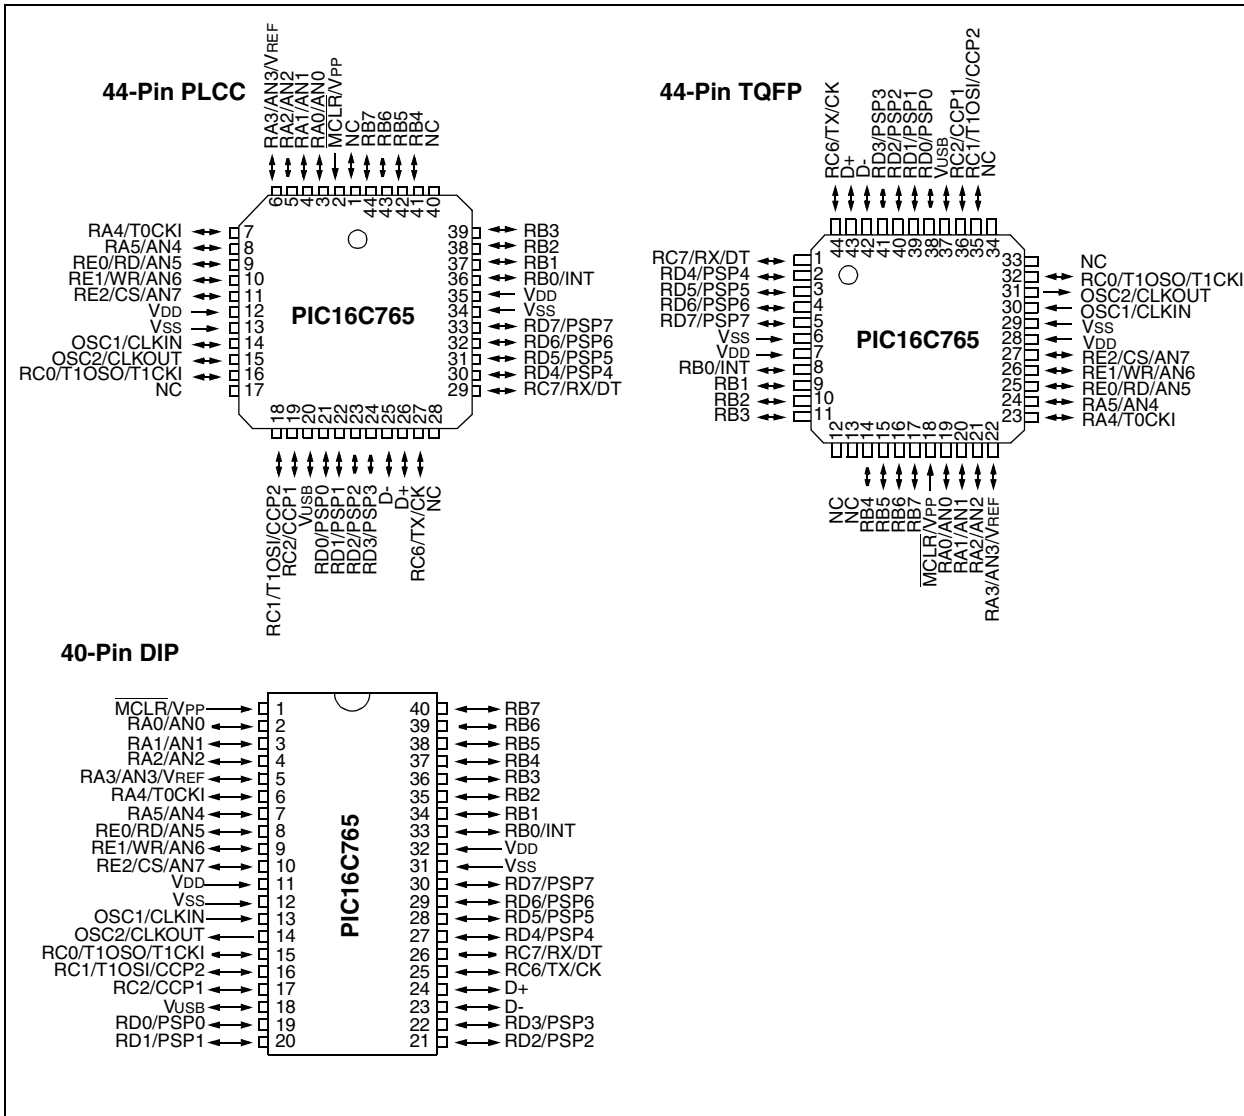 44-Pin PLCC
RA3/AN3/VREF
RA2/AN2
RA1/AN1
RA0/AN0
MCLR/VPP
NC
RB7
RB6
RB5
RB4
NC
6 5 4 3 2 1 44 43 42 41 40
RA4/T0CKI 7
RA5/AN4 8
RE0/RD/AN5 9
RE1/WR/AN6 10
RE2/CS/AN7 11
VDD 12
VSS 13
OSC1/CLKIN 14
OSC2/CLKOUT 15
RC0/T1OSO/T1CKI 16
NC 17
PIC16C765
39 RB3
38 RB2
37 RB1
36 RB0/INT
35 VDD
34 VSS
33 RD7/PSP7
32 RD6/PSP6
31 RD5/PSP5
30 RD4/PSP4
29 RC7/RX/DT
18 19 20 21 22 23 24 25 26 27 28
RC1/T1OSI/CCP2
RC2/CCP1
VUSB
RD0/PSP0
RD1/PSP1
RD2/PSP2
RD3/PSP3
D-
D+
RC6/TX/CK
NC
44-Pin TQFP
RC6/TX/CK
D+
D-
RD3/PSP3
RD2/PSP2
RD1/PSP1
RD0/PSP0
VUSB
RC2/CCP1
RC1/T1OSI/CCP2
NC
44 43 42 41 40 39 38 37 36 35 34
RC7/RX/DT 1
RD4/PSP4 2
RD5/PSP5 3
RD6/PSP6 4
RD7/PSP7 5
VSS 6
VDD 7
RB0/INT 8
RB1 9
RB2 10
RB3 11
PIC16C765
33 NC
32 RC0/T1OSO/T1CKI
31 OSC2/CLKOUT
30 OSC1/CLKIN
29 VSS
28 VDD
27 RE2/CS/AN7
26 RE1/WR/AN6
25 RE0/RD/AN5
24 RA5/AN4
23 RA4/T0CKI
12 13 14 15 16 17 18 19 20 21 22
NC
NC
RB4
RB5
RB6
RB7
MCLR/VPP
RA0/AN0
RA1/AN1
RA2/AN2
RA3/AN3/VREF
40-Pin DIP
MCLR/VPP 1
RA0/AN0 2
RA1/AN1 3
RA2/AN2 4
RA3/AN3/VREF 5
RA4/T0CKI 6
RA5/AN4 7
RE0/RD/AN5 8
RE1/WR/AN6 9
RE2/CS/AN7 10
VDD 11
VSS 12
OSC1/CLKIN 13
OSC2/CLKOUT 14
RC0/T1OSO/T1CKI 15
RC1/T1OSI/CCP2 16
RC2/CCP1 17
VUSB 18
RD0/PSP0 19
RD1/PSP1 20
PIC16C765
40 RB7
39 RB6
38 RB5
37 RB4
36 RB3
35 RB2
34 RB1
33 RB0/INT
32 VDD
31 VSS
30 RD7/PSP7
29 RD6/PSP6
28 RD5/PSP5
27 RD4/PSP4
26 RC7/RX/DT
25 RC6/TX/CK
24 D+
23 D-
22 RD3/PSP3
21 RD2/PSP2